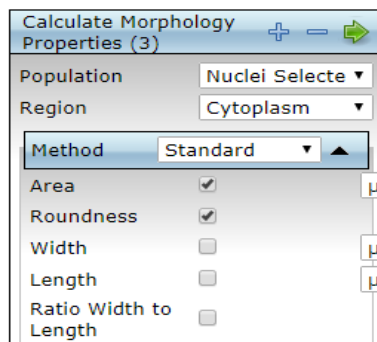 Calculate Morphology
Properties (3)
Population Nuclei Selecte
Region Cytoplasm
Method Standard
Area μ
Roundness
Width μ
Length μ
Ratio Width to
Length